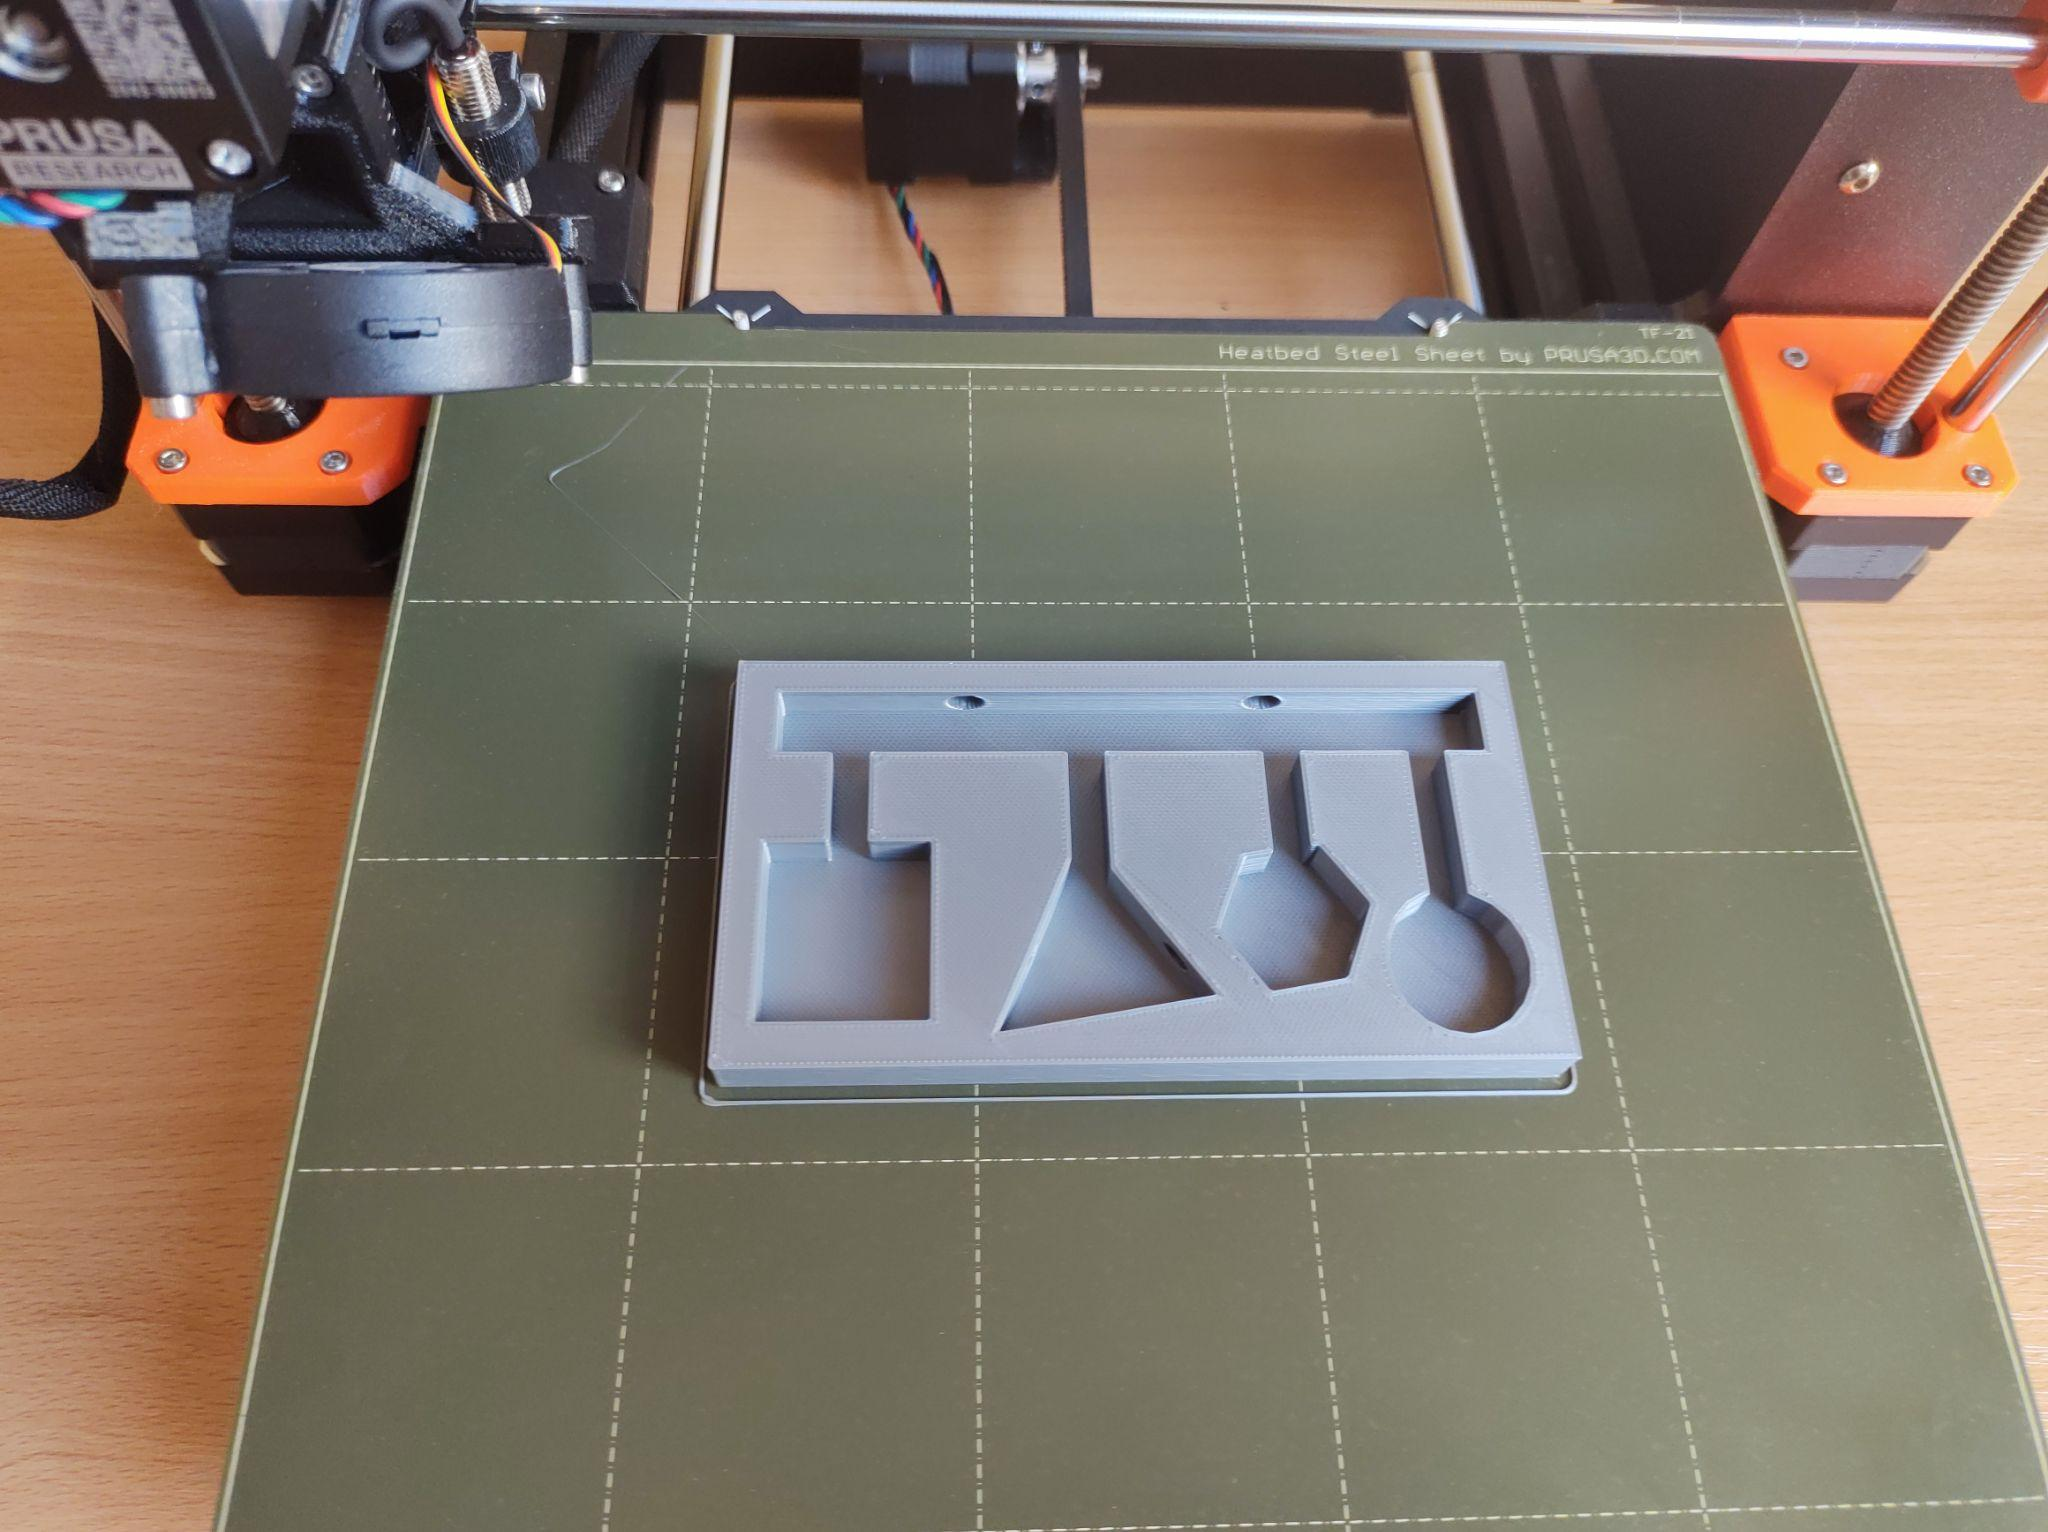 PRUSA
RESEARCH
TF-21
Heatbed Steel Sheet by PRUSA3D.COM